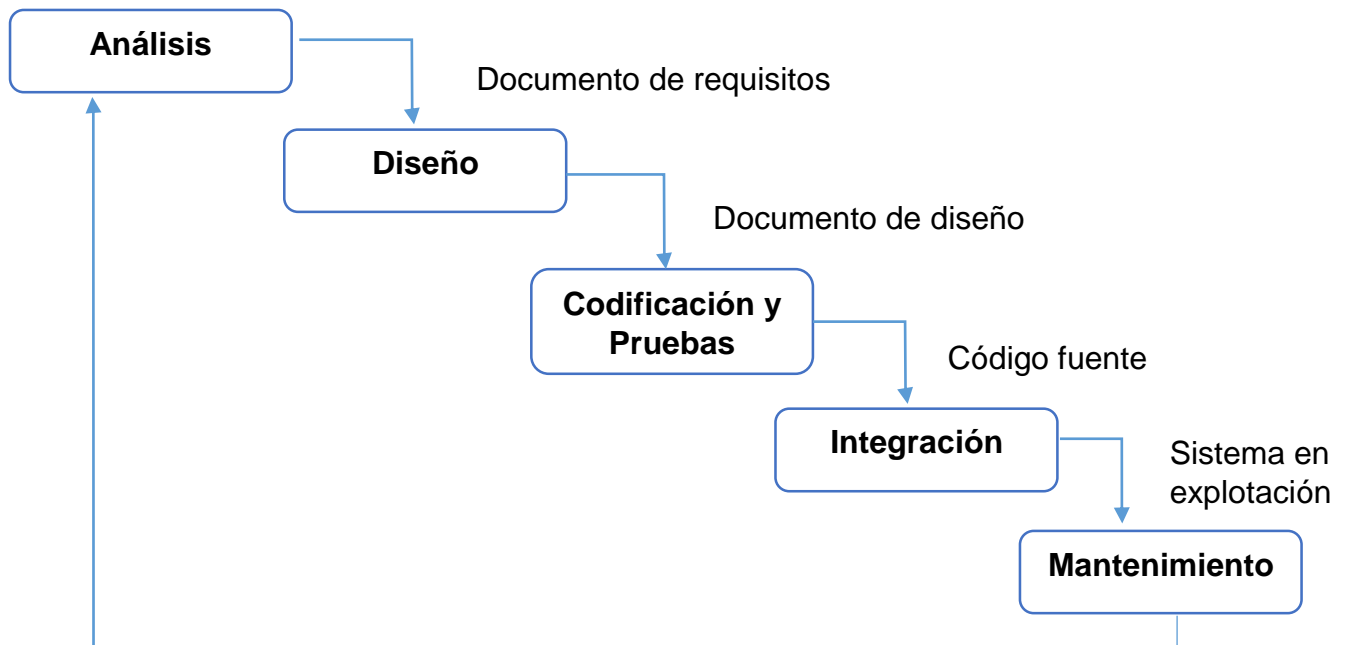 Análisis
Documento de requisitos
Diseño
Documento de diseño
Codificación y
Pruebas
Código fuente
Integración
Sistema en
explotación
Mantenimiento